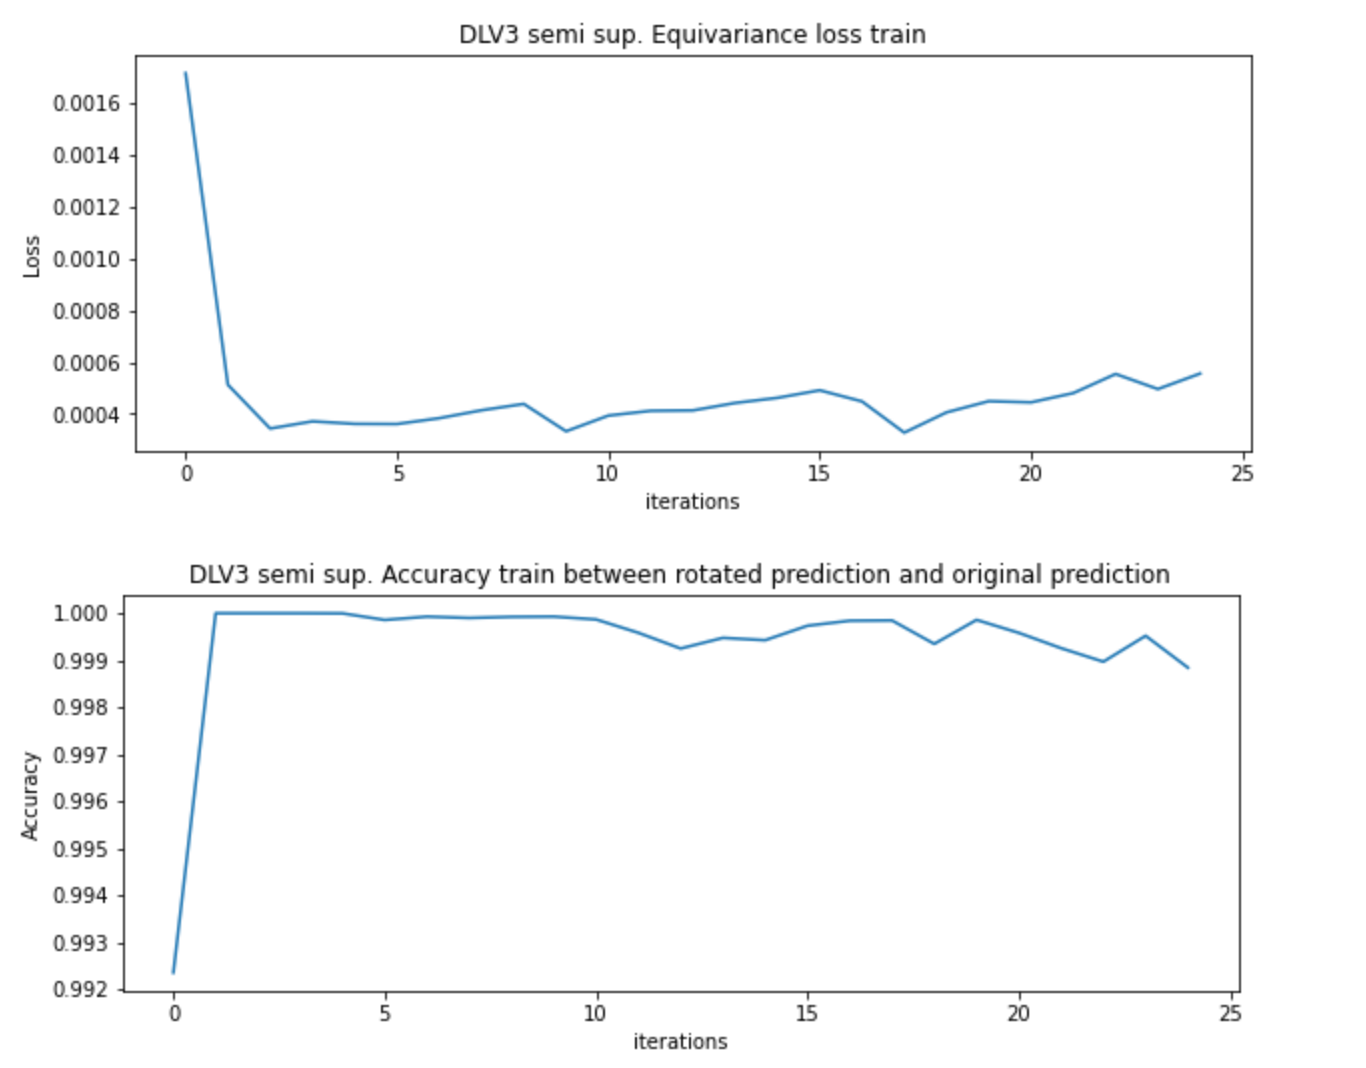 DLV3 semi sup. Equivariance loss train
0.0016
0.0014
0.0012
0.0010
0.0008
0.0006
0.0004
Loss
0 5 10 15 20 25
iterations
DLV3 semi sup. Accuracy train between rotated prediction and original prediction
1.000
0.999
0.998
0.997
0.996
0.995
0.994
0.993
0.992
Accuracy
0 5 10 15 20 25
iterations